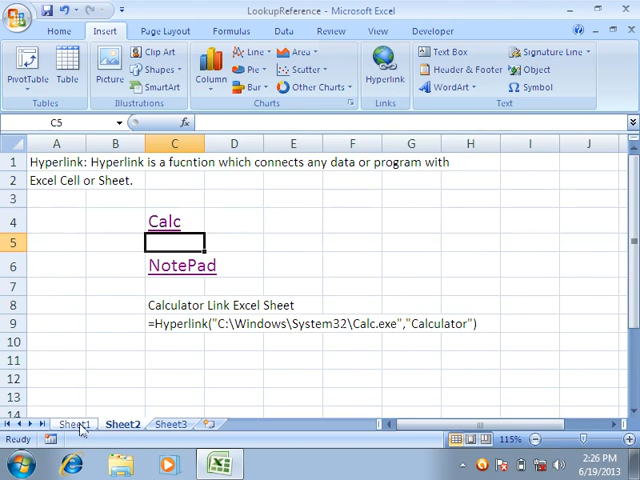 LookupReference - Microsoft Excel
Home Insert Page Layout Formulas Data Review View Developer
PivotTable Table Picture Clip Art Shapes SmartArt Column Line Pie Bar Area Scatter Other Charts Hyperlink Text Box Header & Footer WordArt Signature Line Object Symbol
Tables Illustrations Charts Links Text
C5 fx
A B C D E F G H I J
1 Hyperlink: Hyperlink is a fucntion which connects any data or program with
2 Excel Cell or Sheet.
3
4 Calc
5
6 NotePad
7
8 Calculator Link Excel Sheet
9 =Hyperlink("C:\Windows\System32\Calc.exe","Calculator")
10
11
12
13
14
Sheet1 Sheet2 Sheet3
Ready 115%
2:26 PM
6/19/2013